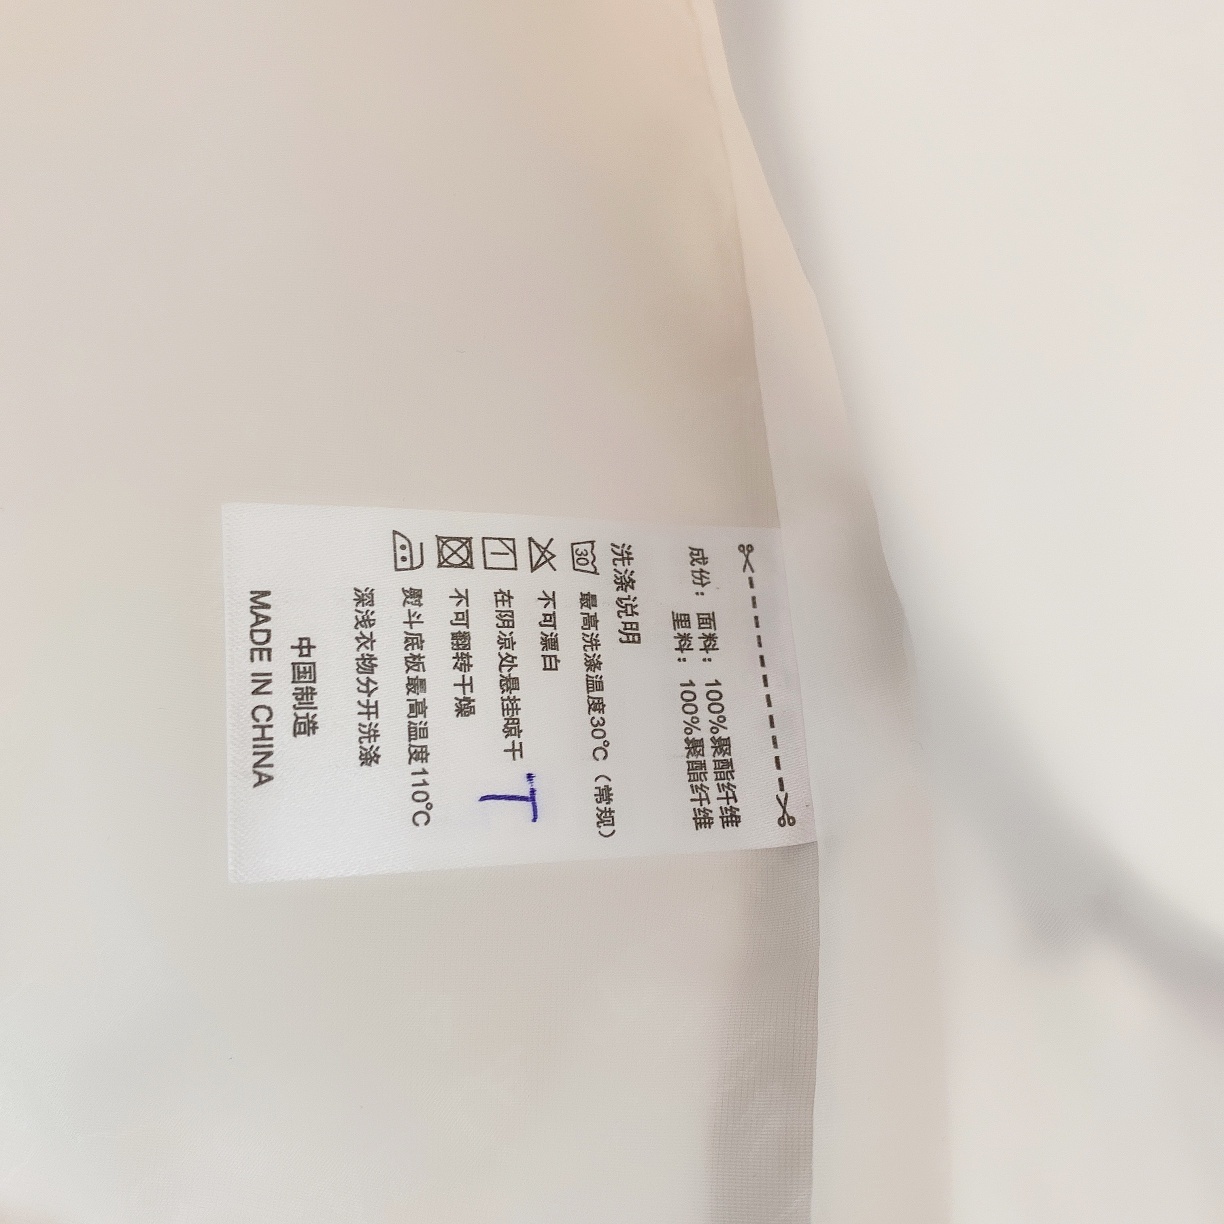 成份：面料：100%聚酯纤维
里料：100%聚酯纤维
洗涤说明
30 最高洗涤温度30℃（常规）
不可漂白
在阴凉处悬挂晾干
不可翻转干燥
熨斗底板最高温度110℃
深浅衣物分开洗涤
中国制造
MADE IN CHINA
T